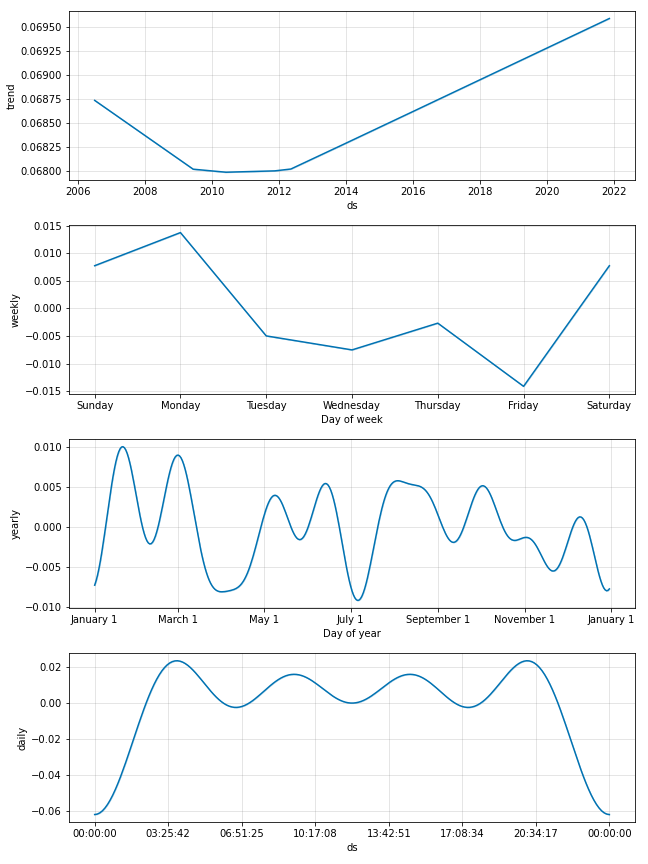 0.06950
0.06925
0.06900
0.06875
0.06850
0.06825
0.06800
trend
2006 2008 2010 2012 2014 2016 2018 2020 2022
ds
0.015
0.010
0.005
0.000
−0.005
−0.010
−0.015
weekly
Sunday Monday Tuesday Wednesday Thursday Friday Saturday
Day of week
0.010
0.005
0.000
−0.005
−0.010
yearly
January 1 March 1 May 1 July 1 September 1 November 1 January 1
Day of year
0.02
0.00
−0.02
−0.04
−0.06
daily
00:00:00 03:25:42 06:51:25 10:17:08 13:42:51 17:08:34 20:34:17 00:00:00
ds